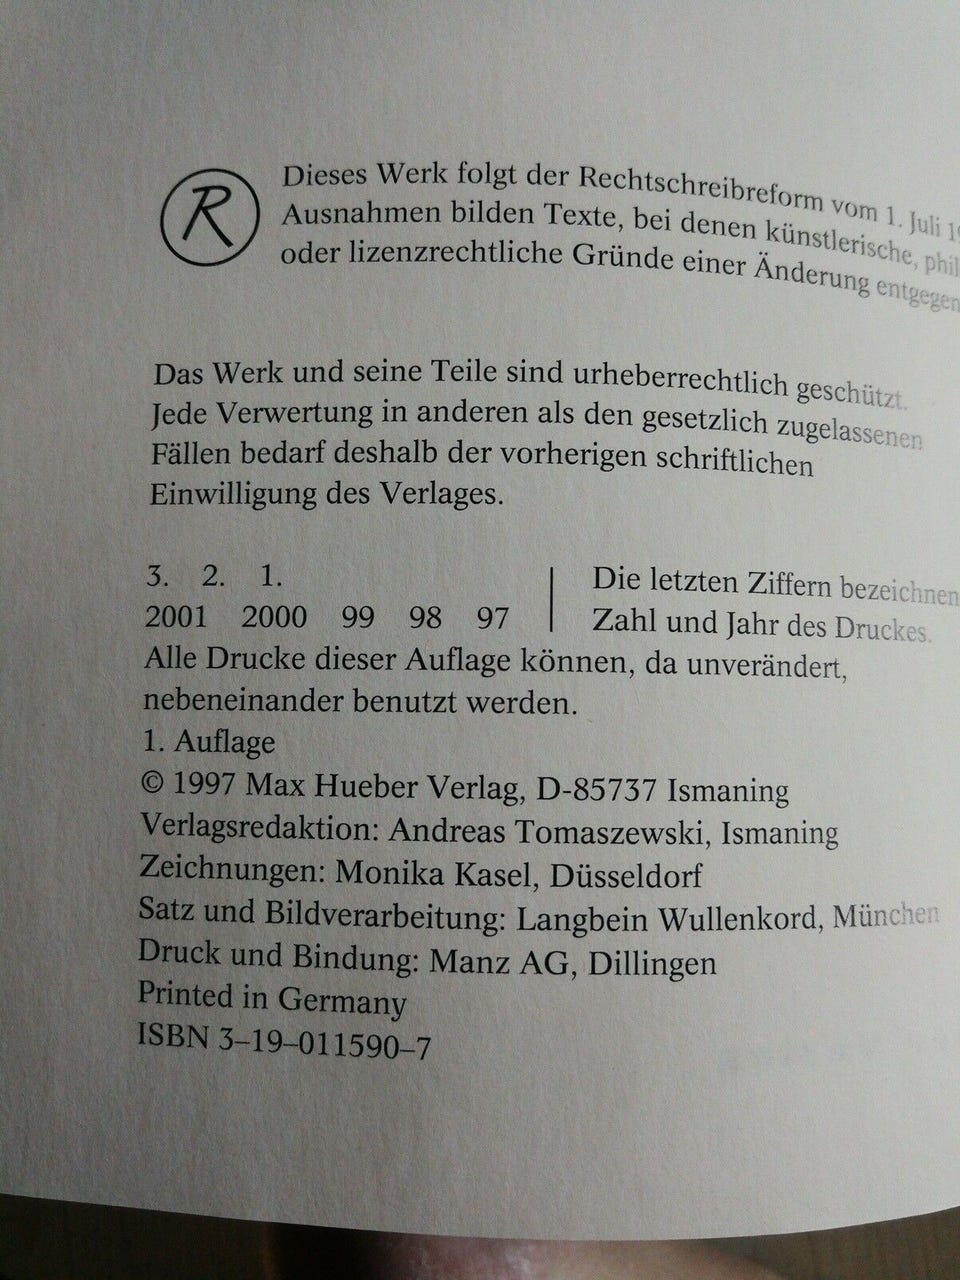 R Dieses Werk folgt der Rechtschreibreform vom 1. Juli
Ausnahmen bilden Texte, bei denen künstlerische,
oder lizenzrechtliche Gründe einer Änderung entgegen
Das Werk und seine Teile sind urheberrechtlich geschützt.
Jede Verwertung in anderen als den gesetzlich zugelassenen
Fällen bedarf deshalb der vorherigen schriftlichen
Einwilligung des Verlages.
3. 2. 1. | Die letzten Ziffern bezeichnen
2001 2000 99 98 97 | Zahl und Jahr des Druckes.
Alle Drucke dieser Auflage können, da unverändert,
nebeneinander benutzt werden.
1. Auflage
© 1997 Max Hueber Verlag, D-85737 Ismaning
Verlagsredaktion: Andreas Tomaszewski, Ismaning
Zeichnungen: Monika Kasel, Düsseldorf
Satz und Bildverarbeitung: Langbein Wullenkord, München
Druck und Bindung: Manz AG, Dillingen
Printed in Germany
ISBN 3–19–011590–7